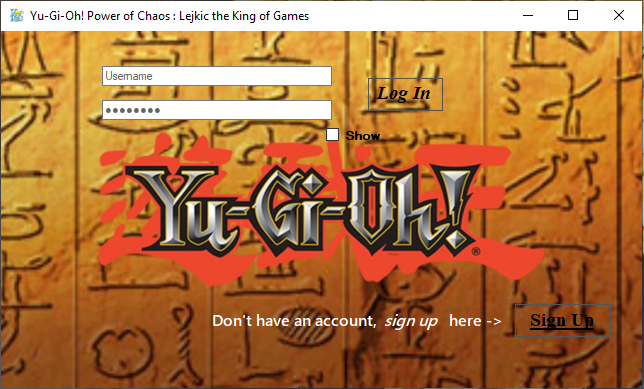 Yu-Gi-Oh! Power of Chaos : Lejkic the King of Games
Username
●●●●●●●●
Log In
Show
Yu-Gi-Oh!®
Don't have an account, sign up here ->
Sign Up